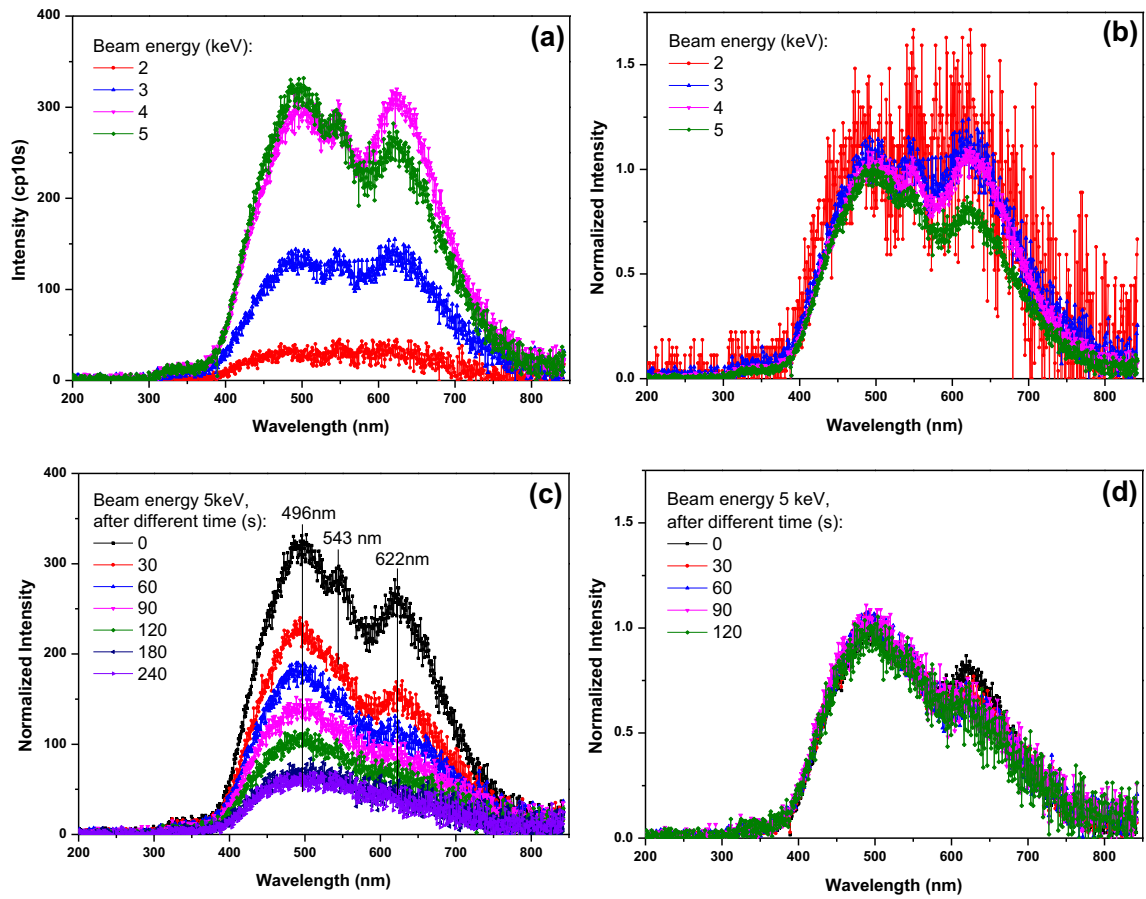 (a)
Beam energy (keV):
2
3
4
5
400
300
200
100
0
200 300 400 500 600 700 800
Intensity (cp10s)
Wavelength (nm)
(b)
Beam energy (keV):
2
3
4
5
1.5
1.0
0.5
0.0
200 300 400 500 600 700 800
Normalized Intensity
Wavelength (nm)
(c)
Beam energy 5keV,
after different time (s):
0
30
60
90
120
180
240
496nm
543 nm
622nm
400
300
200
100
0
200 300 400 500 600 700 800
Normalized Intensity
Wavelength (nm)
(d)
Beam energy 5 keV,
after different time (s):
0
30
60
90
120
1.5
1.0
0.5
0.0
200 300 400 500 600 700 800
Normalized Intensity
Wavelength (nm)